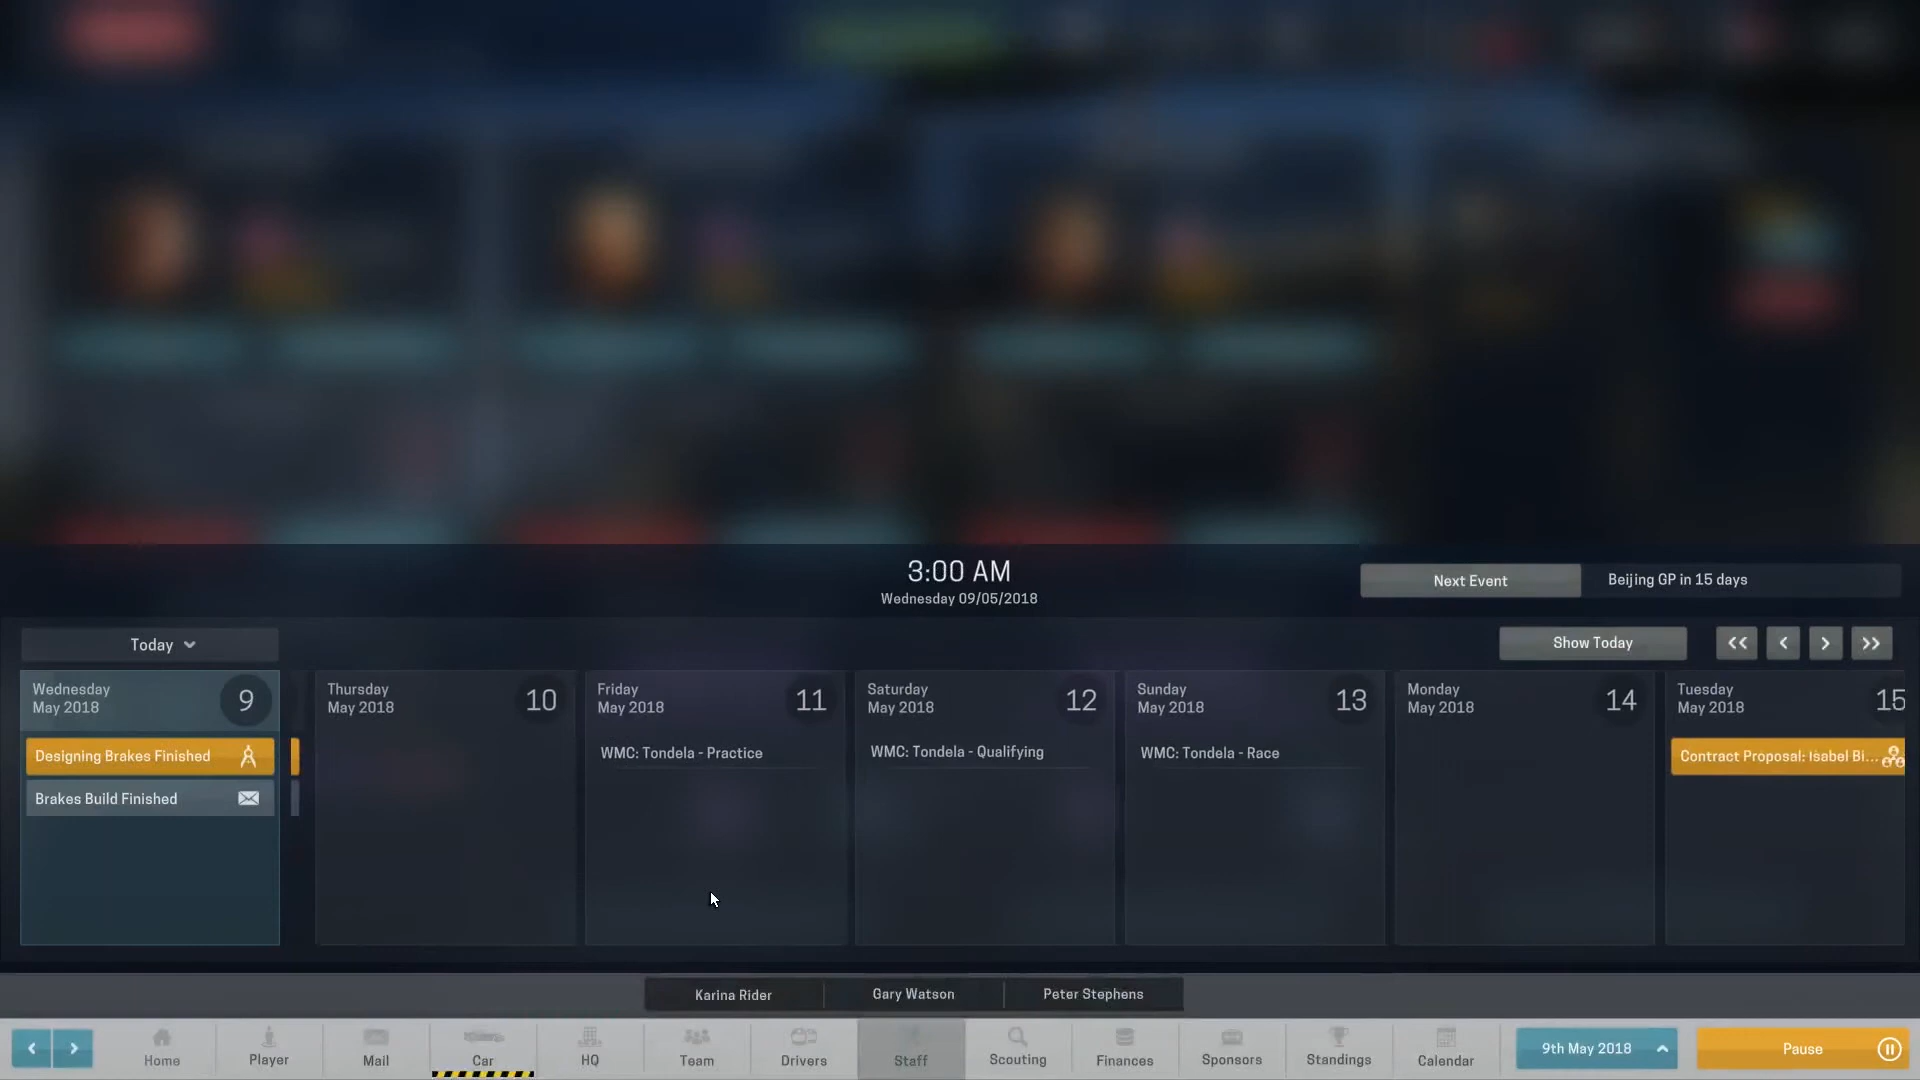 3:00 AM
Wednesday 09/05/2018
Next Event
Beijing GP in 15 days
Today
Show Today
Wednesday
May 2018
9
Designing Brakes Finished
Brakes Build Finished
Thursday
May 2018
10
Friday
May 2018
11
WMC: Tondela - Practice
Saturday
May 2018
12
WMC: Tondela - Qualifying
Sunday
May 2018
13
WMC: Tondela - Race
Monday
May 2018
14
Tuesday
May 2018
15
Contract Proposal: Isabel Bi...
Karina Rider
Gary Watson
Peter Stephens
Home
Player
Mail
Car
HQ
Team
Drivers
Staff
Scouting
Finances
Sponsors
Standings
Calendar
9th May 2018
Pause